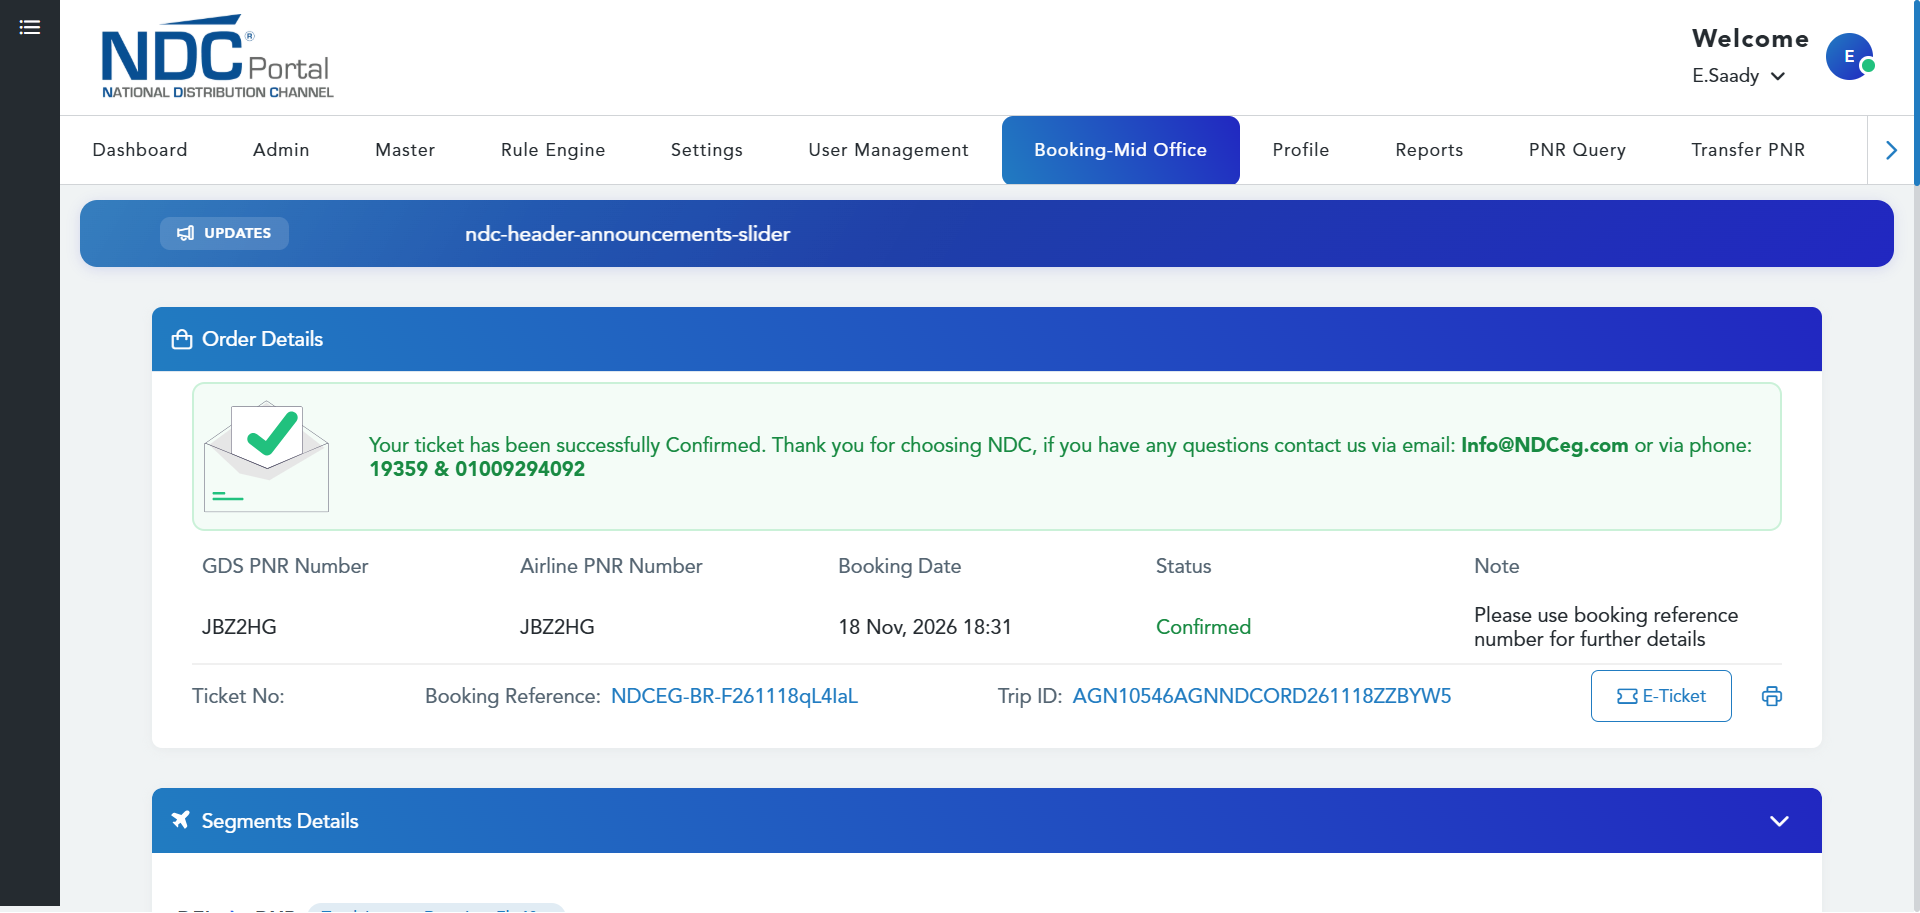 NDC® Portal
NATIONAL DISTRIBUTION CHANNEL
Welcome
E.Saady
E
Dashboard
Admin
Master
Rule Engine
Settings
User Management
Booking-Mid Office
Profile
Reports
PNR Query
Transfer PNR
UPDATES
ndc-header-announcements-slider
Order Details
Your ticket has been successfully Confirmed. Thank you for choosing NDC, if you have any questions contact us via email: Info@NDCeg.com or via phone:
19359 & 01009294092
GDS PNR Number
Airline PNR Number
Booking Date
Status
Note
JBZ2HG
JBZ2HG
18 Nov, 2026 18:31
Confirmed
Please use booking reference
number for further details
Ticket No:
Booking Reference: NDCEG-BR-F261118qL4IaL
Trip ID: AGN10546AGNNDCORD261118ZZBYW5
E-Ticket
Segments Details